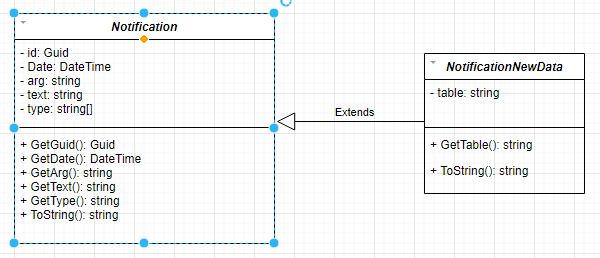 Notification
- id: Guid
- Date: DateTime
- arg: string
- text: string
- type: string[]
+ GetGuid(): Guid
+ GetDate(): DateTime
+ GetArg(): string
+ GetText(): string
+ GetType(): string
+ ToString(): string
Extends
NotificationNewData
- table: string
+ GetTable(): string
+ ToString(): string